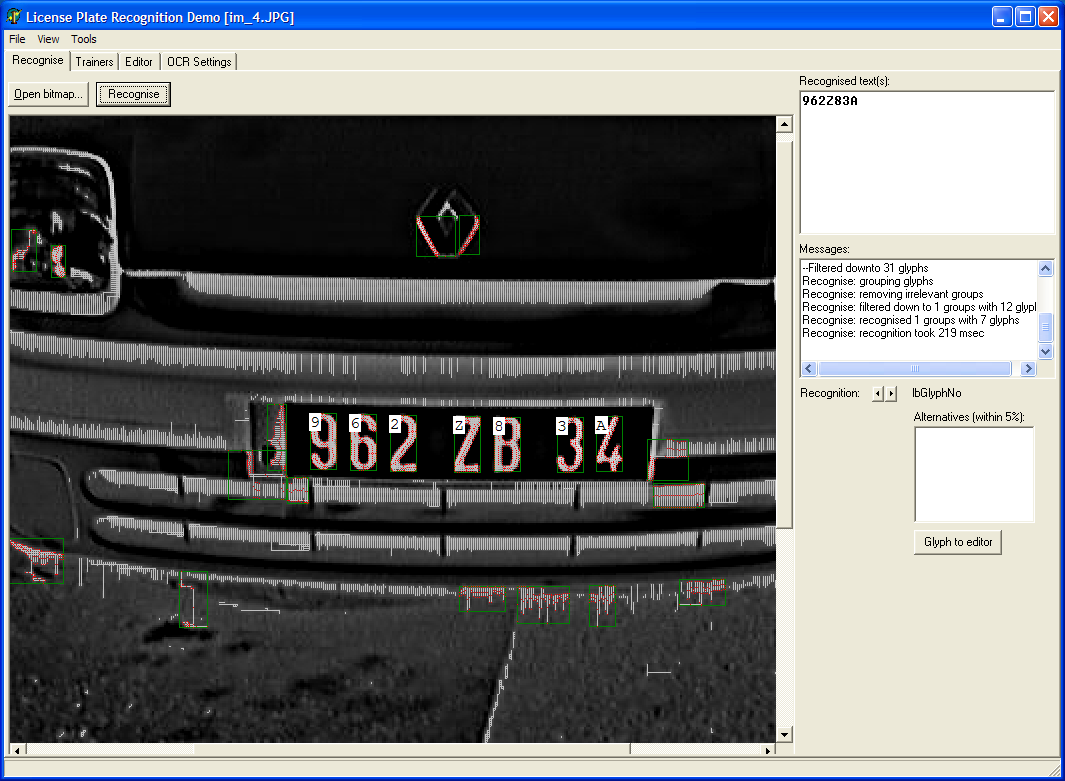 License Plate Recognition Demo [im_4.JPG]
File View Tools
Recognise Trainers Editor OCR Settings
Open bitmap... Recognise
Recognised text(s):
962Z83A
Messages:
--Filtered downto 31 glyphs
Recognise: grouping glyphs
Recognise: removing irrelevant groups
Recognise: filtered down to 1 groups with 12 glypl
Recognise: recognised 1 groups with 7 glyphs
Recognise: recognition took 219 msec
Recognition: lbGlyphNo
Alternatives (within 5%):
Glyph to editor
9 6 2 Z 8 3 A
962 ZB 34